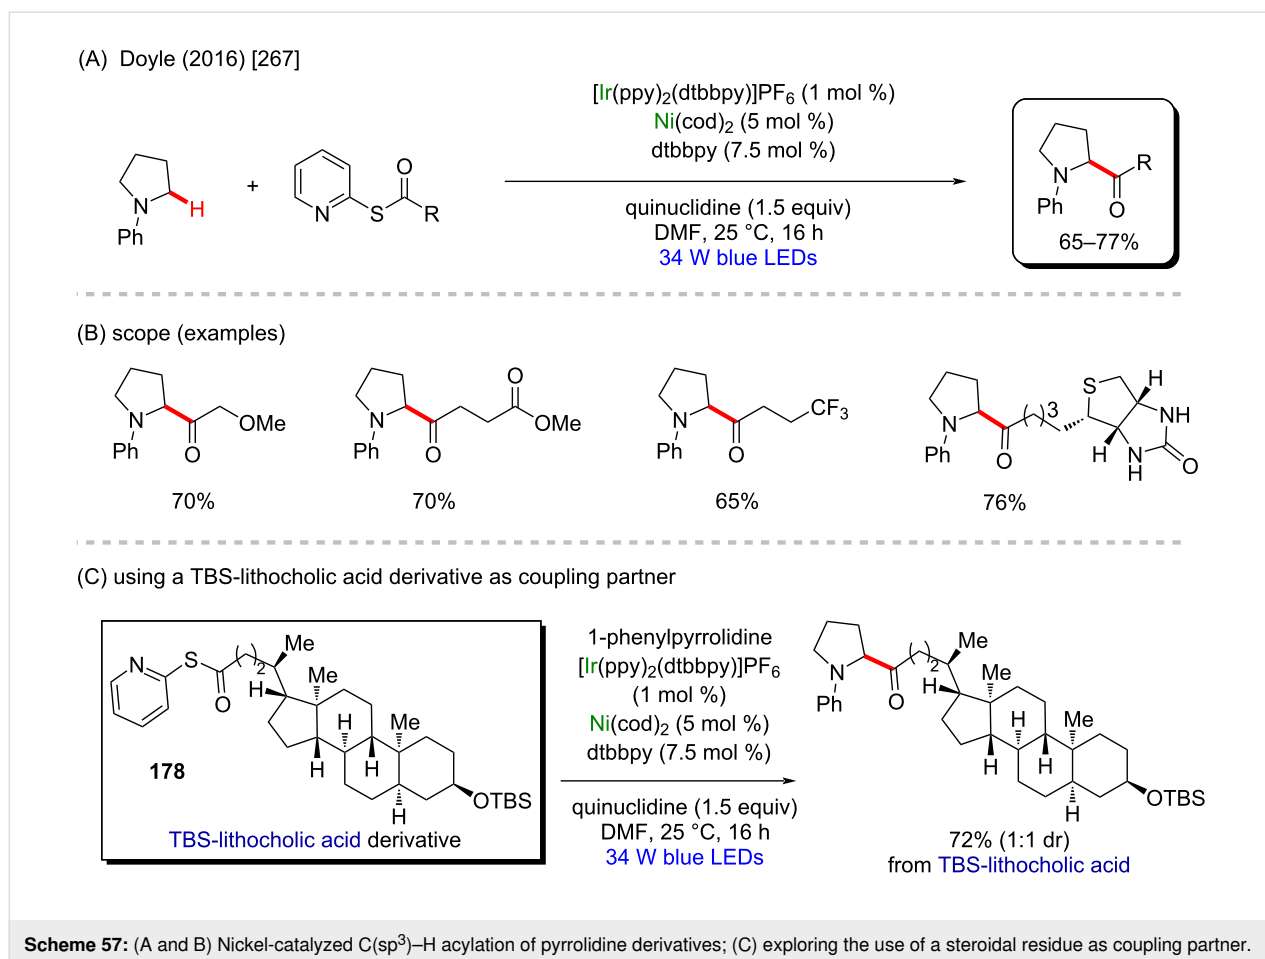 (A) Doyle (2016) [267]
[Ir(ppy)2(dtbbpy)]PF6 (1 mol %)
Ni(cod)2 (5 mol %)
dtbbpy (7.5 mol %)
N
H
Ph
+
N
S
O
R
quinuclidine (1.5 equiv)
DMF, 25 °C, 16 h
34 W blue LEDs
N
Ph
R
O
65–77%
(B) scope (examples)
N
Ph
O
OMe
70%
N
Ph
O
O
OMe
70%
N
Ph
O
CF3
65%
N
Ph
O
( )3
S
H
NH
H
N
H
O
76%
(C) using a TBS-lithocholic acid derivative as coupling partner
N
S
O
( )2
Me
H
Me
H
Me
H
H
H
OTBS
178
TBS-lithocholic acid derivative
1-phenylpyrrolidine
[Ir(ppy)2(dtbbpy)]PF6
(1 mol %)
Ni(cod)2 (5 mol %)
dtbbpy (7.5 mol %)
quinuclidine (1.5 equiv)
DMF, 25 °C, 16 h
34 W blue LEDs
N
Ph
O
( )2
Me
H
Me
H
Me
H
H
H
OTBS
72% (1:1 dr)
from TBS-lithocholic acid
Scheme 57: (A and B) Nickel-catalyzed C(sp3)–H acylation of pyrrolidine derivatives; (C) exploring the use of a steroidal residue as coupling partner.